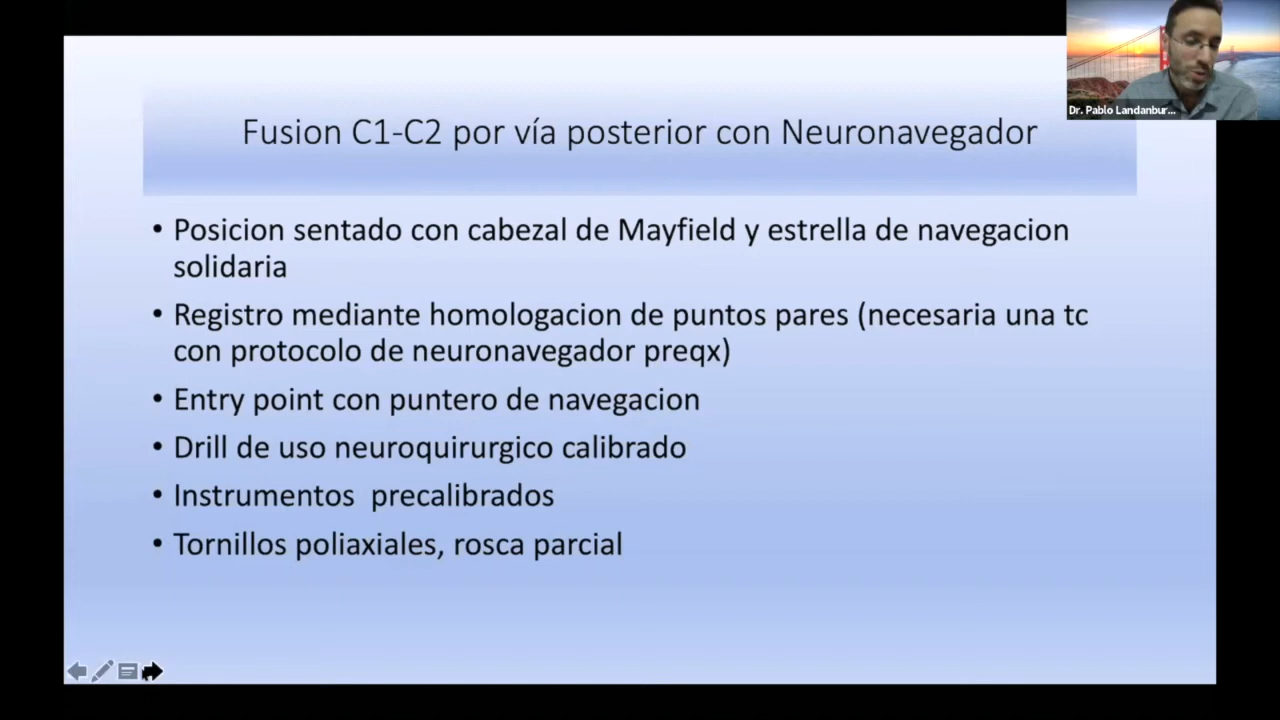 Dr. Pablo Landanbur...
Fusion C1-C2 por vía posterior con Neuronavegador
• Posicion sentado con cabezal de Mayfield y estrella de navegacion
solidaria
• Registro mediante homologacion de puntos pares (necesaria una tc
con protocolo de neuronavegador preqx)
• Entry point con puntero de navegacion
• Drill de uso neuroquirurgico calibrado
• Instrumentos  precalibrados
• Tornillos poliaxiales, rosca parcial